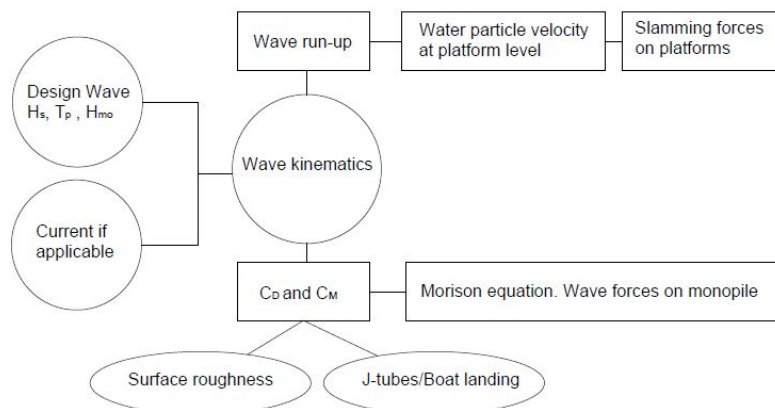 Wave run-up
Water particle velocity
at platform level
Slamming forces
on platforms
Design Wave
Hs, Tp , Hmo
Wave kinematics
Current if
applicable
CD and CM
Morison equation. Wave forces on monopile
Surface roughness
J-tubes/Boat landing